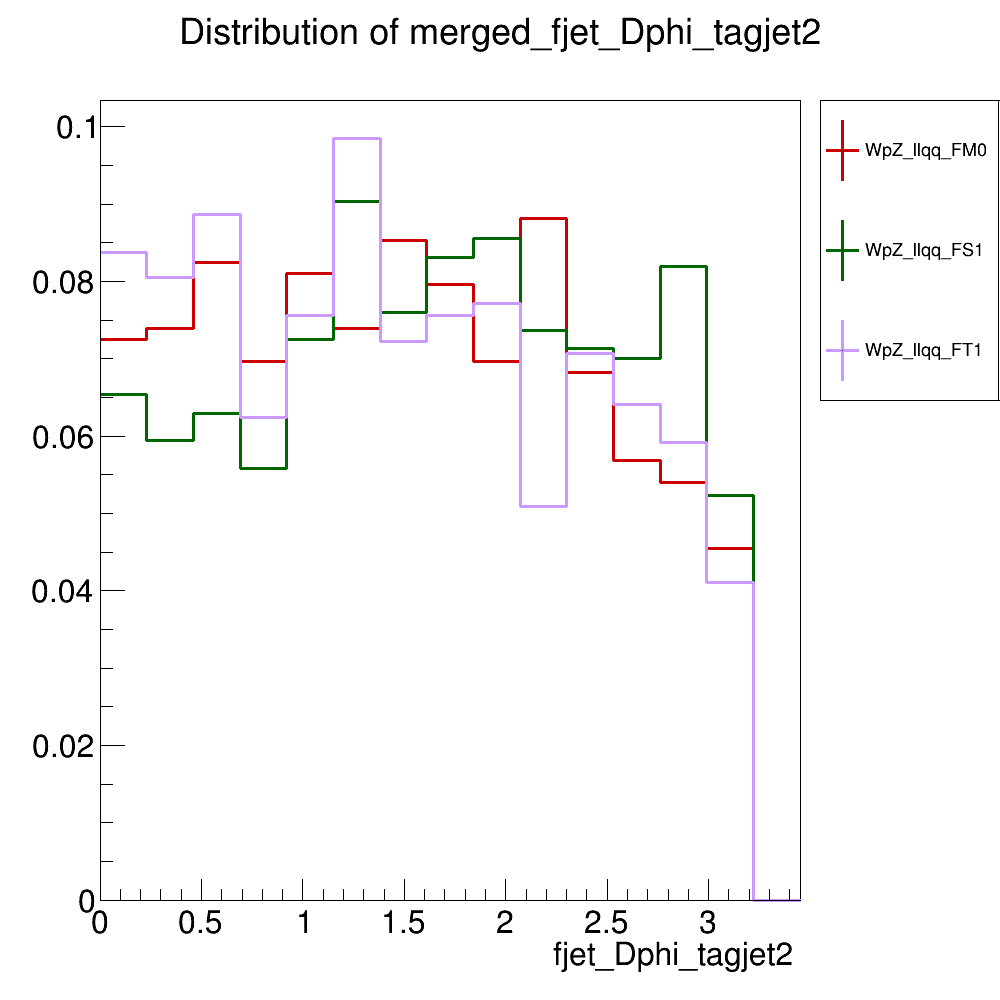 Distribution of merged_fjet_Dphi_tagjet2
0.1
0.08
0.06
0.04
0.02
0
0 0.5 1 1.5 2 2.5 3
fjet_Dphi_tagjet2
WpZ_llqq_FM0
WpZ_llqq_FS1
WpZ_llqq_FT1